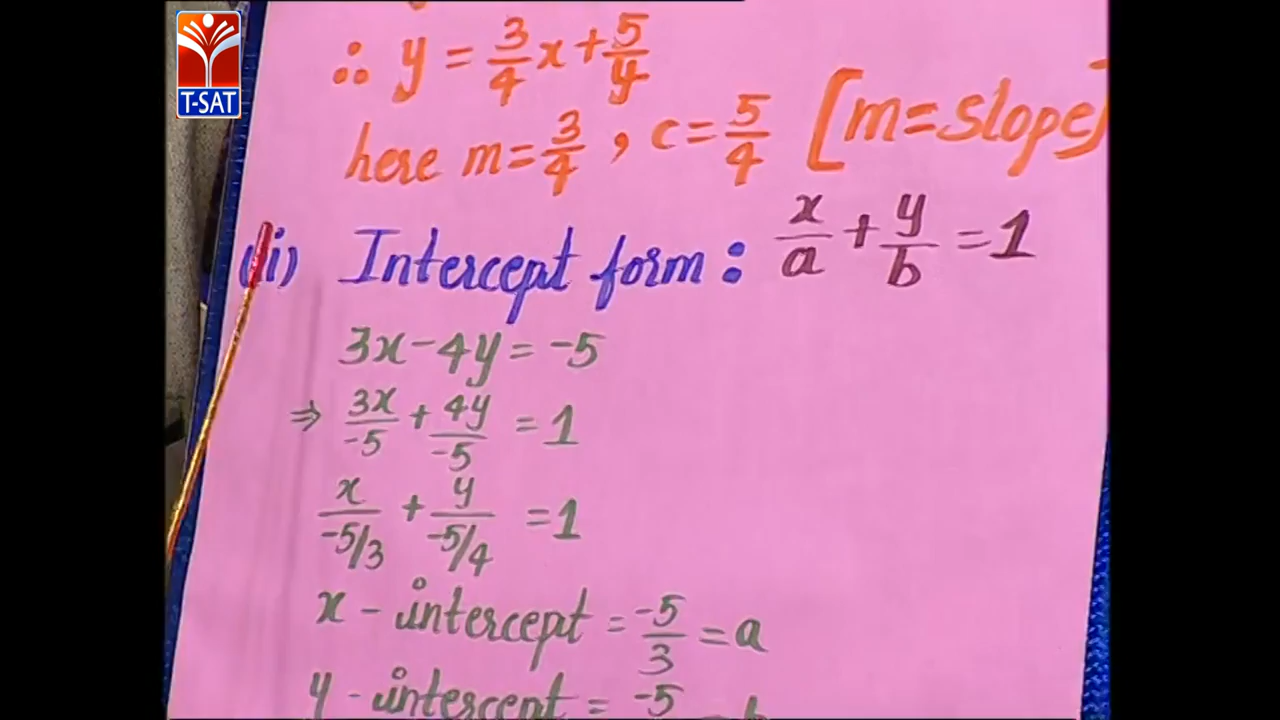 T-SAT
∴ y = 3/4 x + 5/4
here m = 3/4 , c = 5/4 [m = slope]
(ii) Intercept form : x/a + y/b = 1
3x - 4y = -5
⇒ 3x/-5 + 4y/-5 = 1
x/-5/3 + y/-5/4 = 1
x - intercept = -5/3 = a
y - intercept = -5